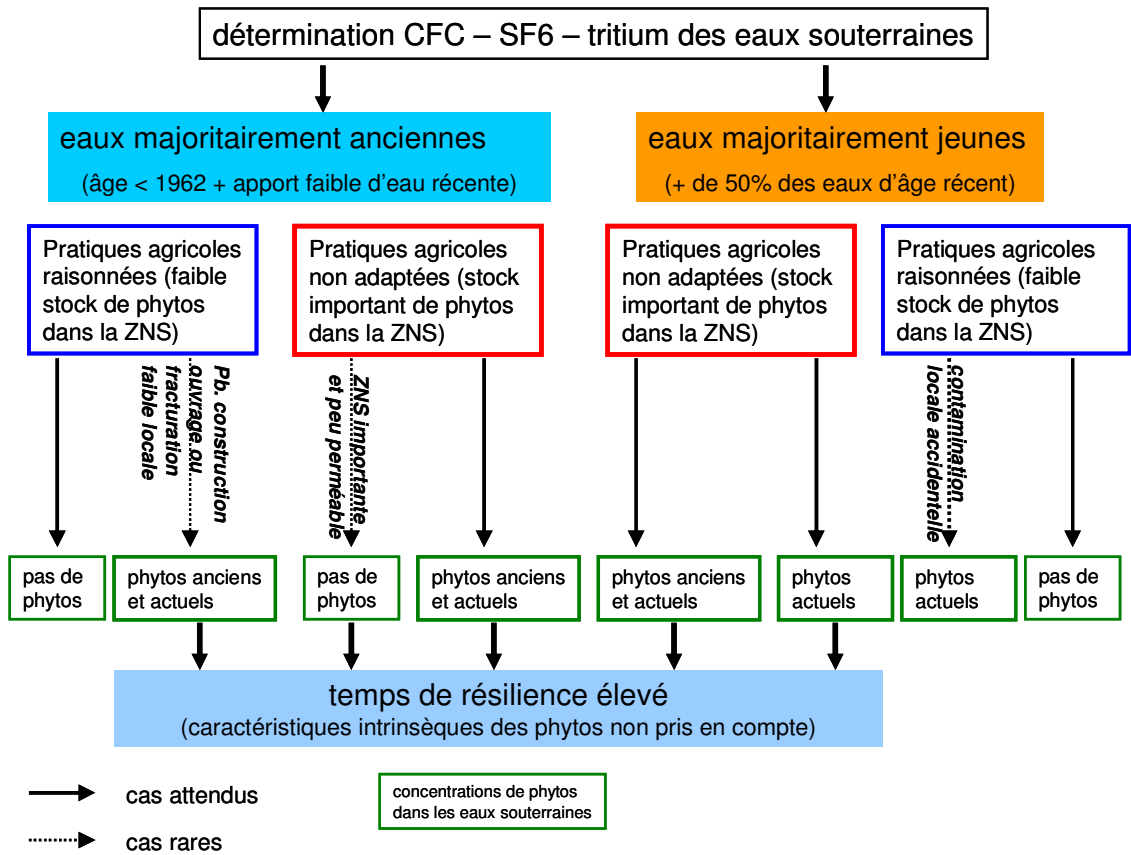 détermination CFC – SF6 – tritium des eaux souterraines
eaux majoritairement anciennes
(âge < 1962 + apport faible d'eau récente)
eaux majoritairement jeunes
(+ de 50% des eaux d'âge récent)
Pratiques agricoles
raisonnées (faible
stock de phytos
dans la ZNS)
Pratiques agricoles
non adaptées (stock
important de phytos
dans la ZNS)
Pratiques agricoles
non adaptées (stock
important de phytos
dans la ZNS)
Pratiques agricoles
raisonnées (faible
stock de phytos
dans la ZNS)
Pb. construction
ouvrage ou
fracturation
faible locale
ZNS importante
et peu perméable
contamination
locale accidentelle
pas de
phytos
phytos anciens
et actuels
pas de
phytos
phytos anciens
et actuels
phytos anciens
et actuels
phytos
actuels
phytos
actuels
pas de
phytos
temps de résilience élevé
(caractéristiques intrinsèques des phytos non pris en compte)
cas attendus
cas rares
concentrations de phytos
dans les eaux souterraines